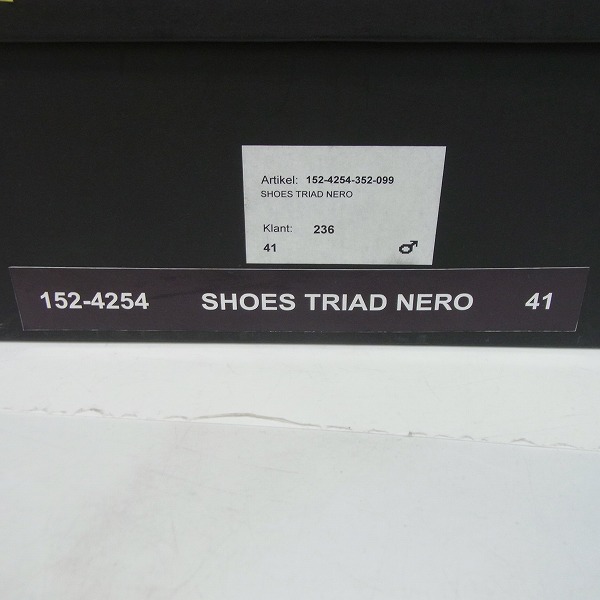 Artikel: 152-4254-352-099
SHOES TRIAD NERO
Klant: 236
41 ♂
152-4254 SHOES TRIAD NERO 41